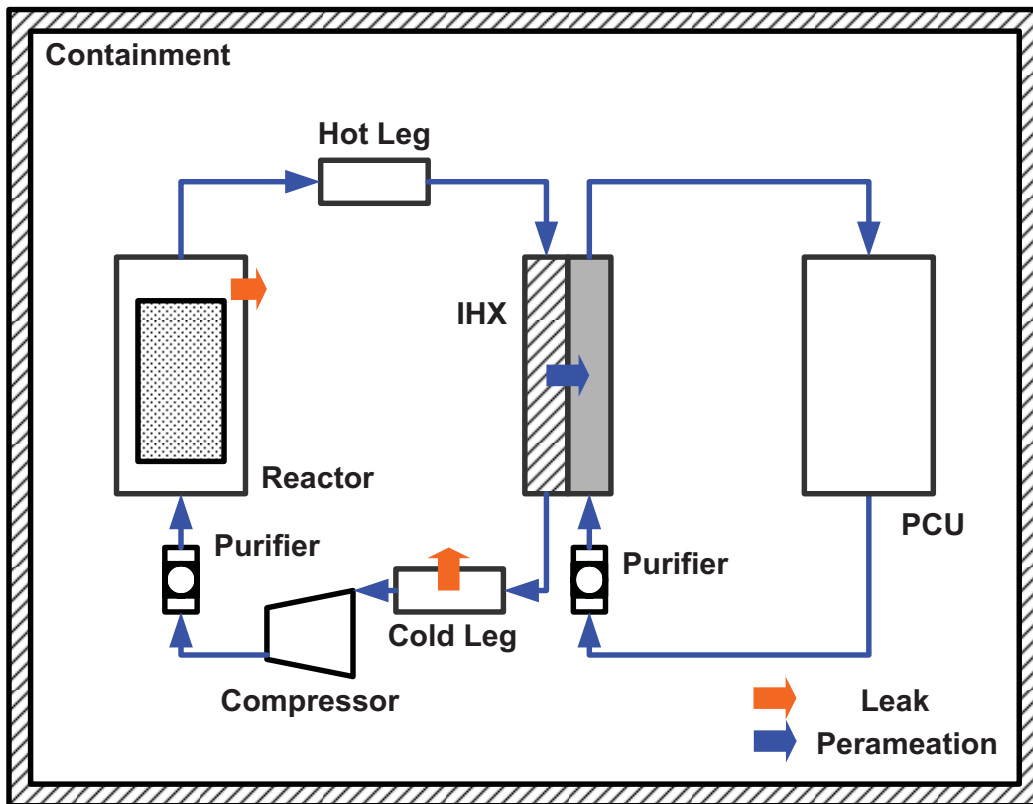 Containment
Hot Leg
IHX
Reactor
PCU
Purifier
Purifier
Cold Leg
Compressor
Leak
Perameation